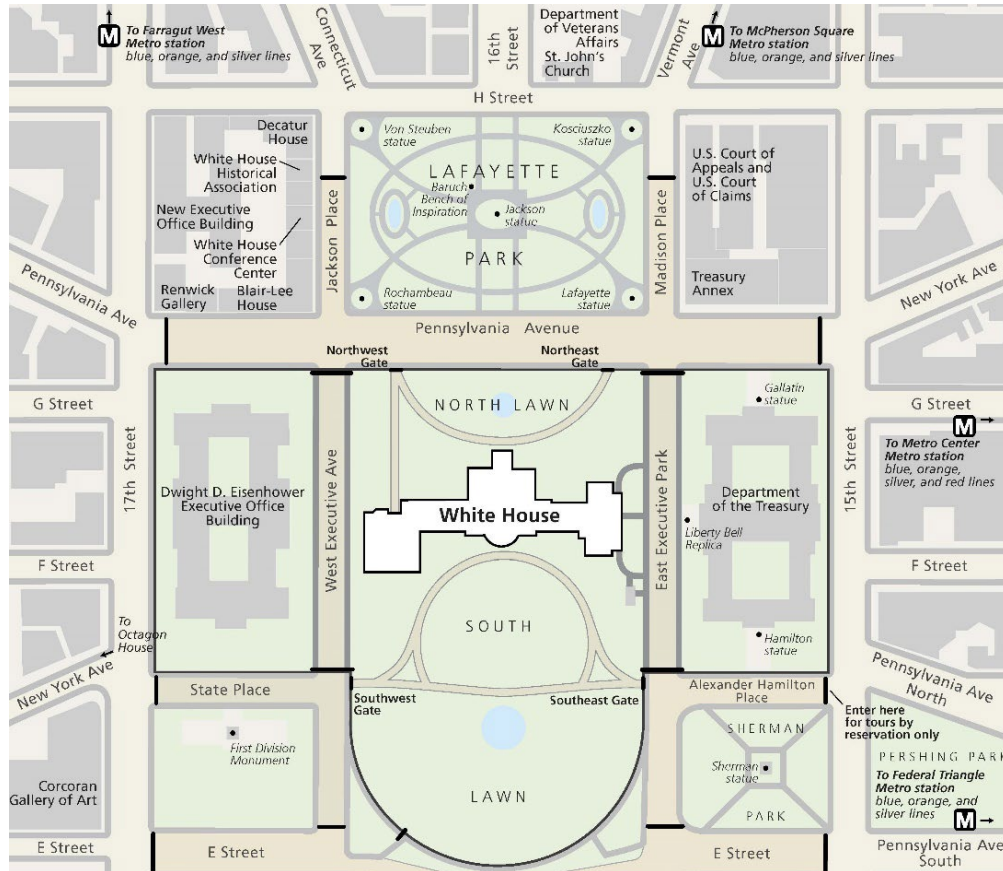 To Farragut West
Metro station
blue, orange, and silver lines
M
Connecticut
Ave
16th
Street
Department
of Veterans
Affairs
St. John's
Church
Vermont
Ave
M
To McPherson Square
Metro station
blue, orange, and silver lines
H Street
Decatur
House
White House
Historical
Association
New Executive
Office Building
White House
Conference
Center
Renwick
Gallery
Blair-Lee
House
Jackson Place
Von Steuben
statue
Kosciuszko
statue
LAFAYETTE
Baruch
Bench of
Inspiration
Jackson
statue
PARK
Rochambeau
statue
Lafayette
statue
Madison Place
U.S. Court of
Appeals and
U.S. Court
of Claims
Treasury
Annex
Pennsylvania Ave
New York Ave
Pennsylvania Avenue
Northwest
Gate
Northeast
Gate
G Street
17th Street
Dwight D. Eisenhower
Executive Office
Building
West Executive Ave
NORTH LAWN
White House
East Executive Park
Gallatin
statue
Department
of the Treasury
Liberty Bell
Replica
Hamilton
statue
15th Street
G Street
M
To Metro Center
Metro station
blue, orange,
silver, and red lines
F Street
F Street
To
Octagon
House
New York Ave
SOUTH
State Place
Southwest
Gate
Southeast Gate
Alexander Hamilton
Place
Pennsylvania Ave
North
Enter here
for tours by
reservation only
First Division
Monument
LAWN
SHERMAN
Sherman
statue
PARK
PERSHING PARK
To Federal Triangle
Metro station
blue, orange, and
silver lines
M
Corcoran
Gallery of Art
E Street
E Street
E Street
Pennsylvania Ave
South